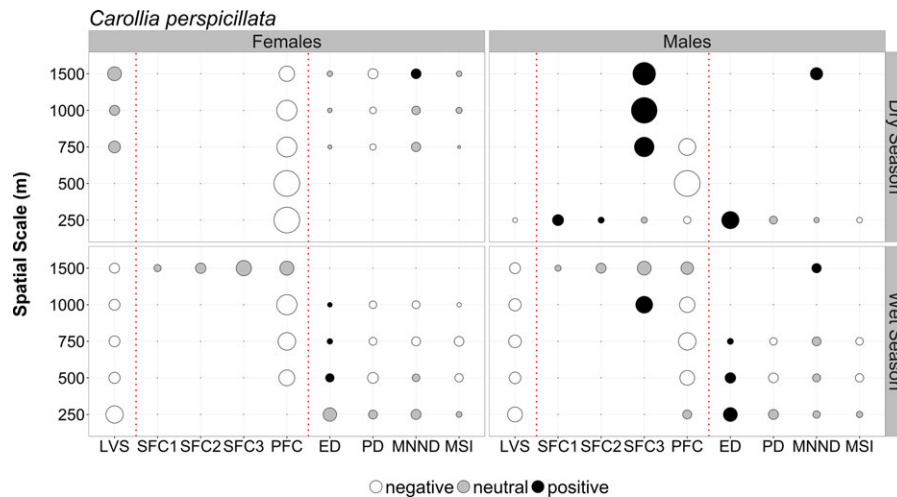 Carollia perspicillata
Females Males
1500
1000
750
500
250
Dry Season
Spatial Scale (m)
1500
1000
750
500
250
Wet Season
LVS SFC1 SFC2 SFC3 PFC ED PD MNND MSI LVS SFC1 SFC2 SFC3 PFC ED PD MNND MSI
negative neutral positive